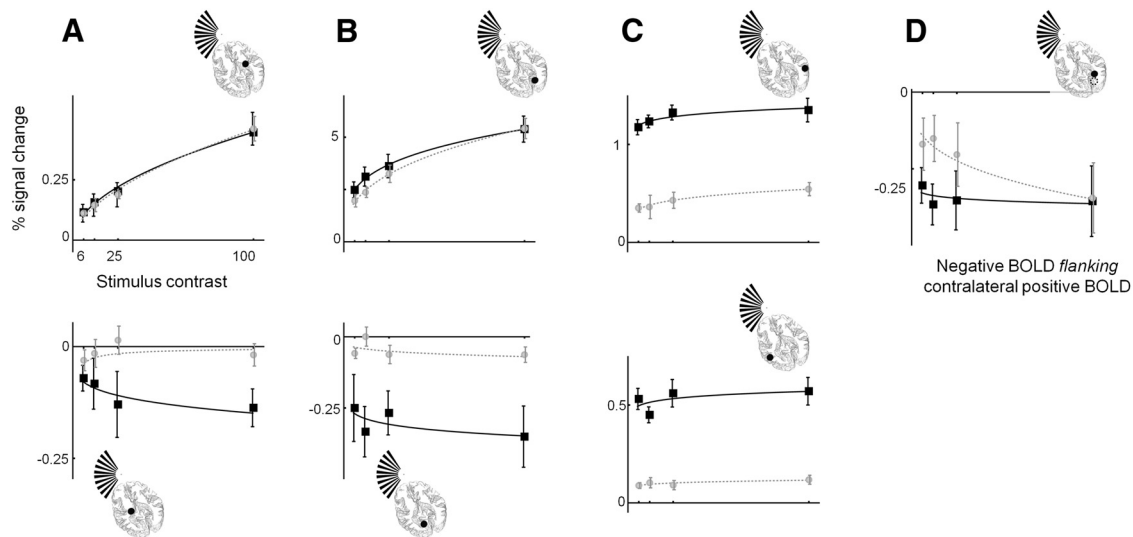 A B C D
% signal change
0.25
0
6 25 100
Stimulus contrast
5
0
1
0
0
-0.25
Negative BOLD flanking
contralateral positive BOLD
0
-0.25
0
-0.25
0.5
0